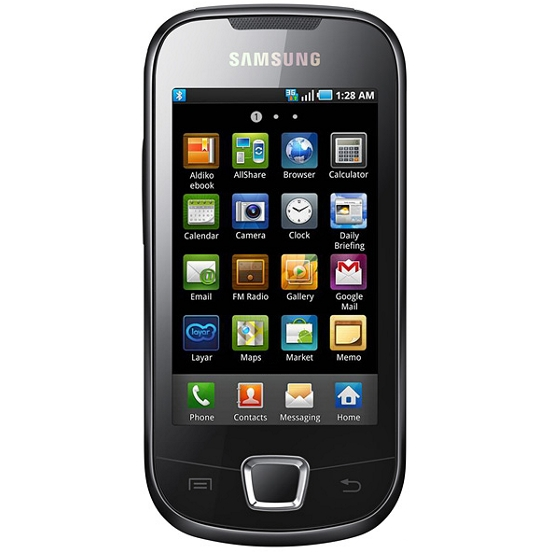 SAMSUNG
3G 1:28 AM
1
Aldiko
ebook
AllShare
Browser
Calculator
Calendar
Camera
Clock
Daily
Briefing
Email
FM Radio
Gallery
Google
Mail
layar
Layar
Maps
Market
Memo
Phone
Contacts
Messaging
Home